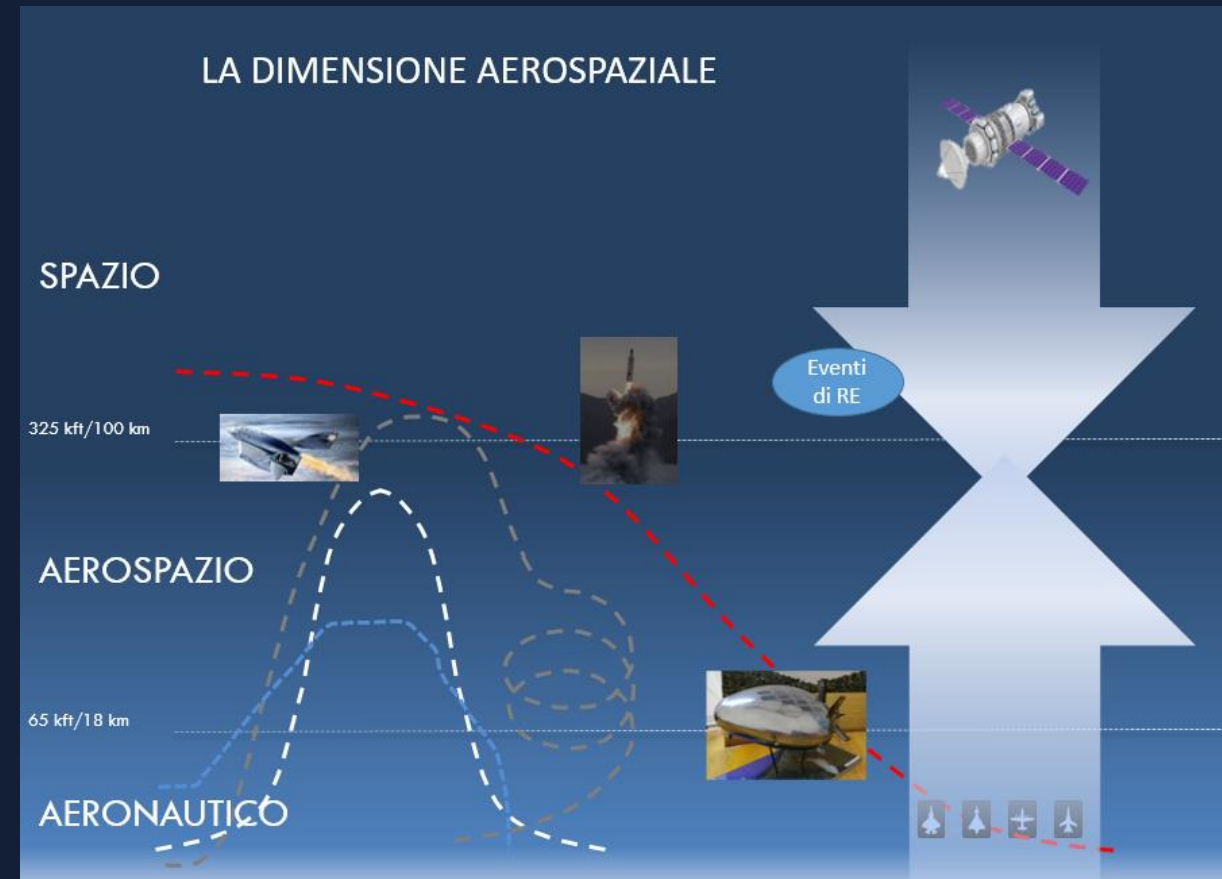 LA DIMENSIONE AEROSPAZIALE
SPAZIO
Eventi
di RE
325 kft/100 km
AEROSPAZIO
65 kft/18 km
AERONAUTICO